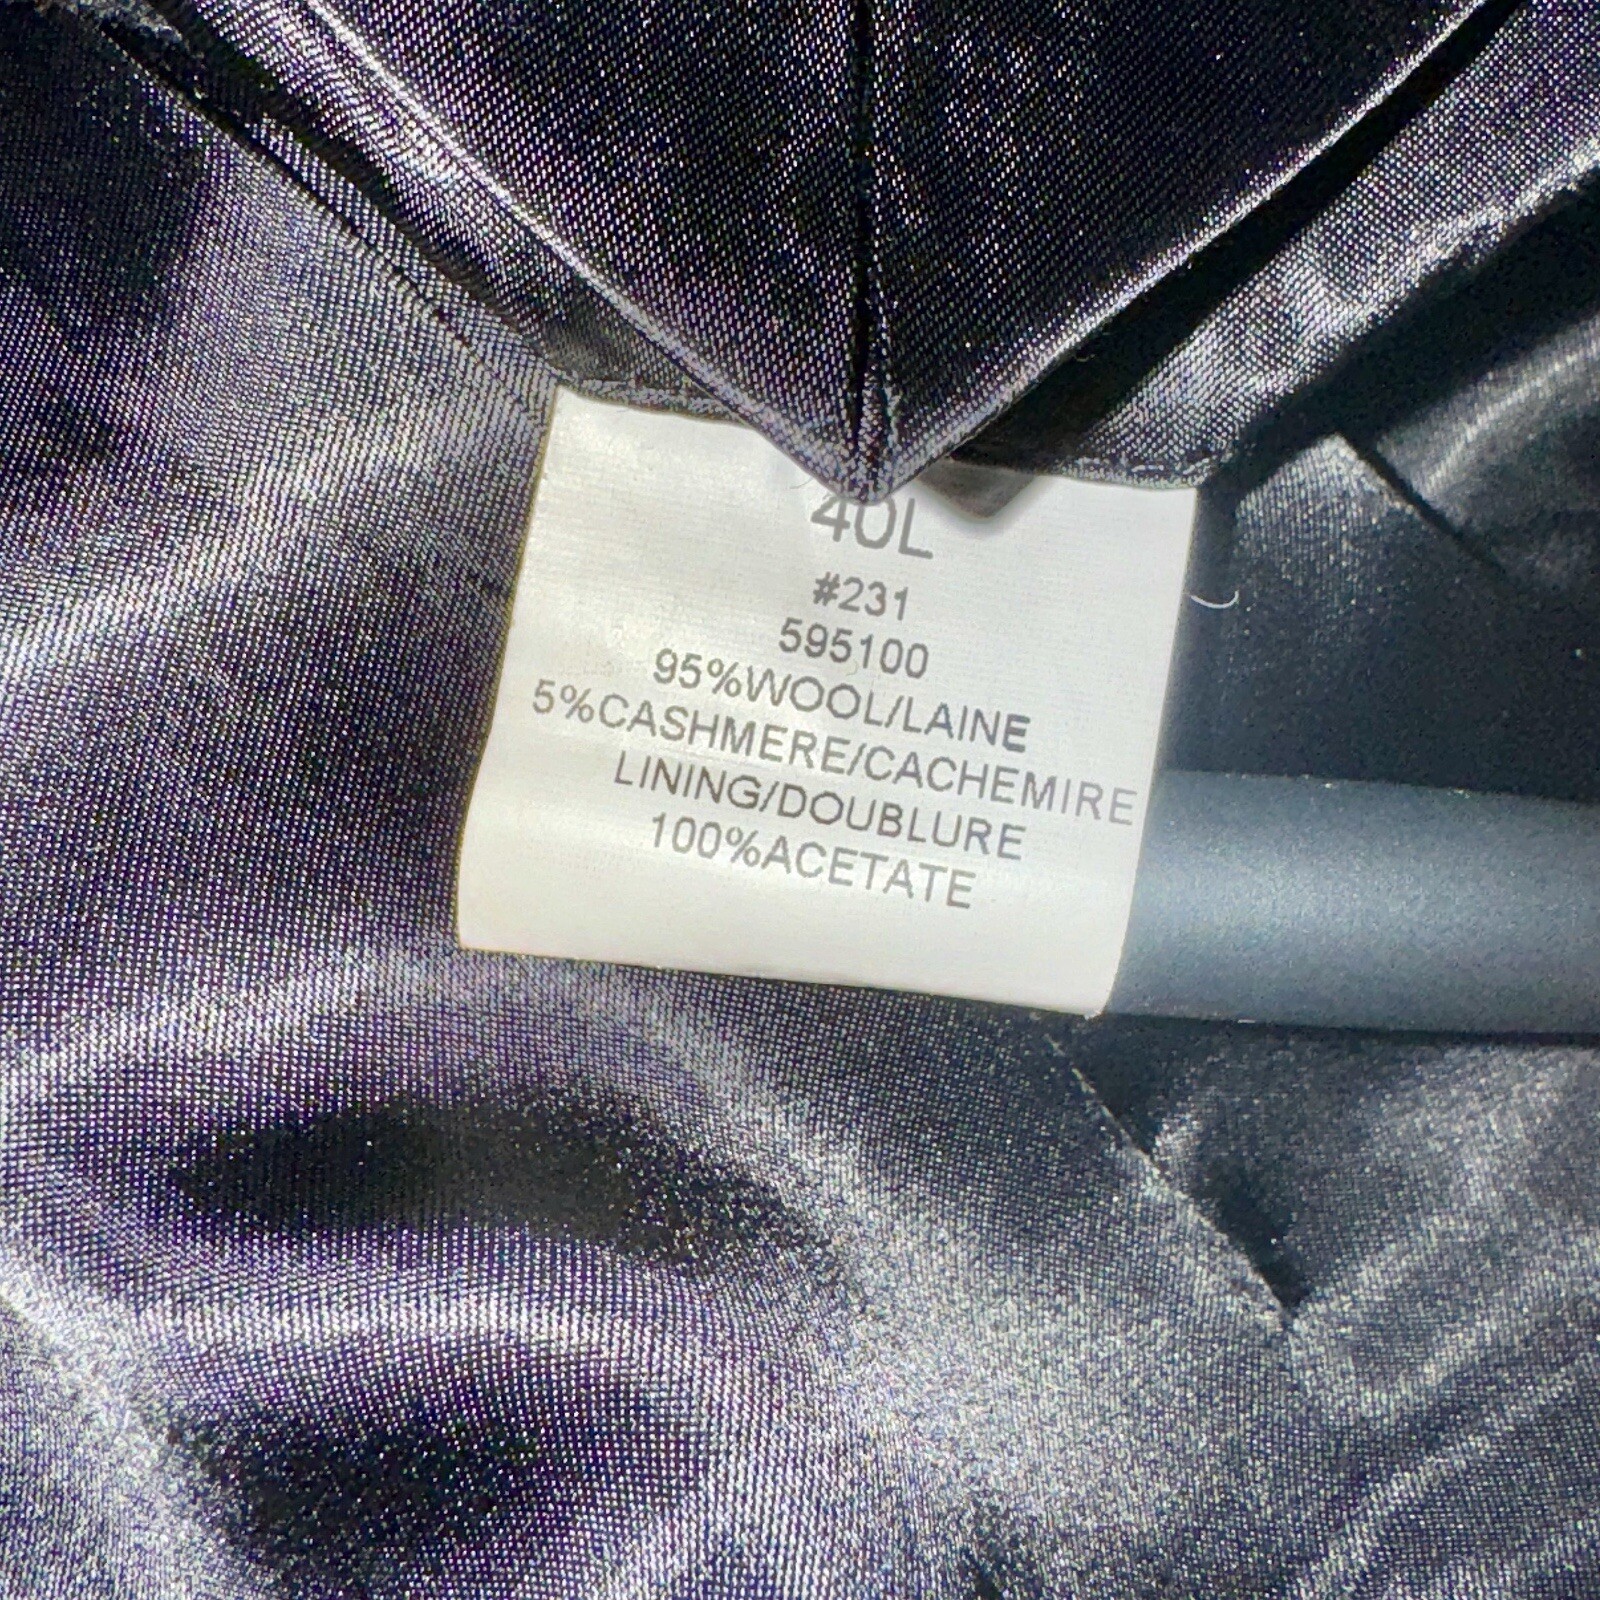 40L
#231
595100
95%WOOL/LAINE
5%CASHMERE/CACHEMIRE
LINING/DOUBLURE
100%ACETATE